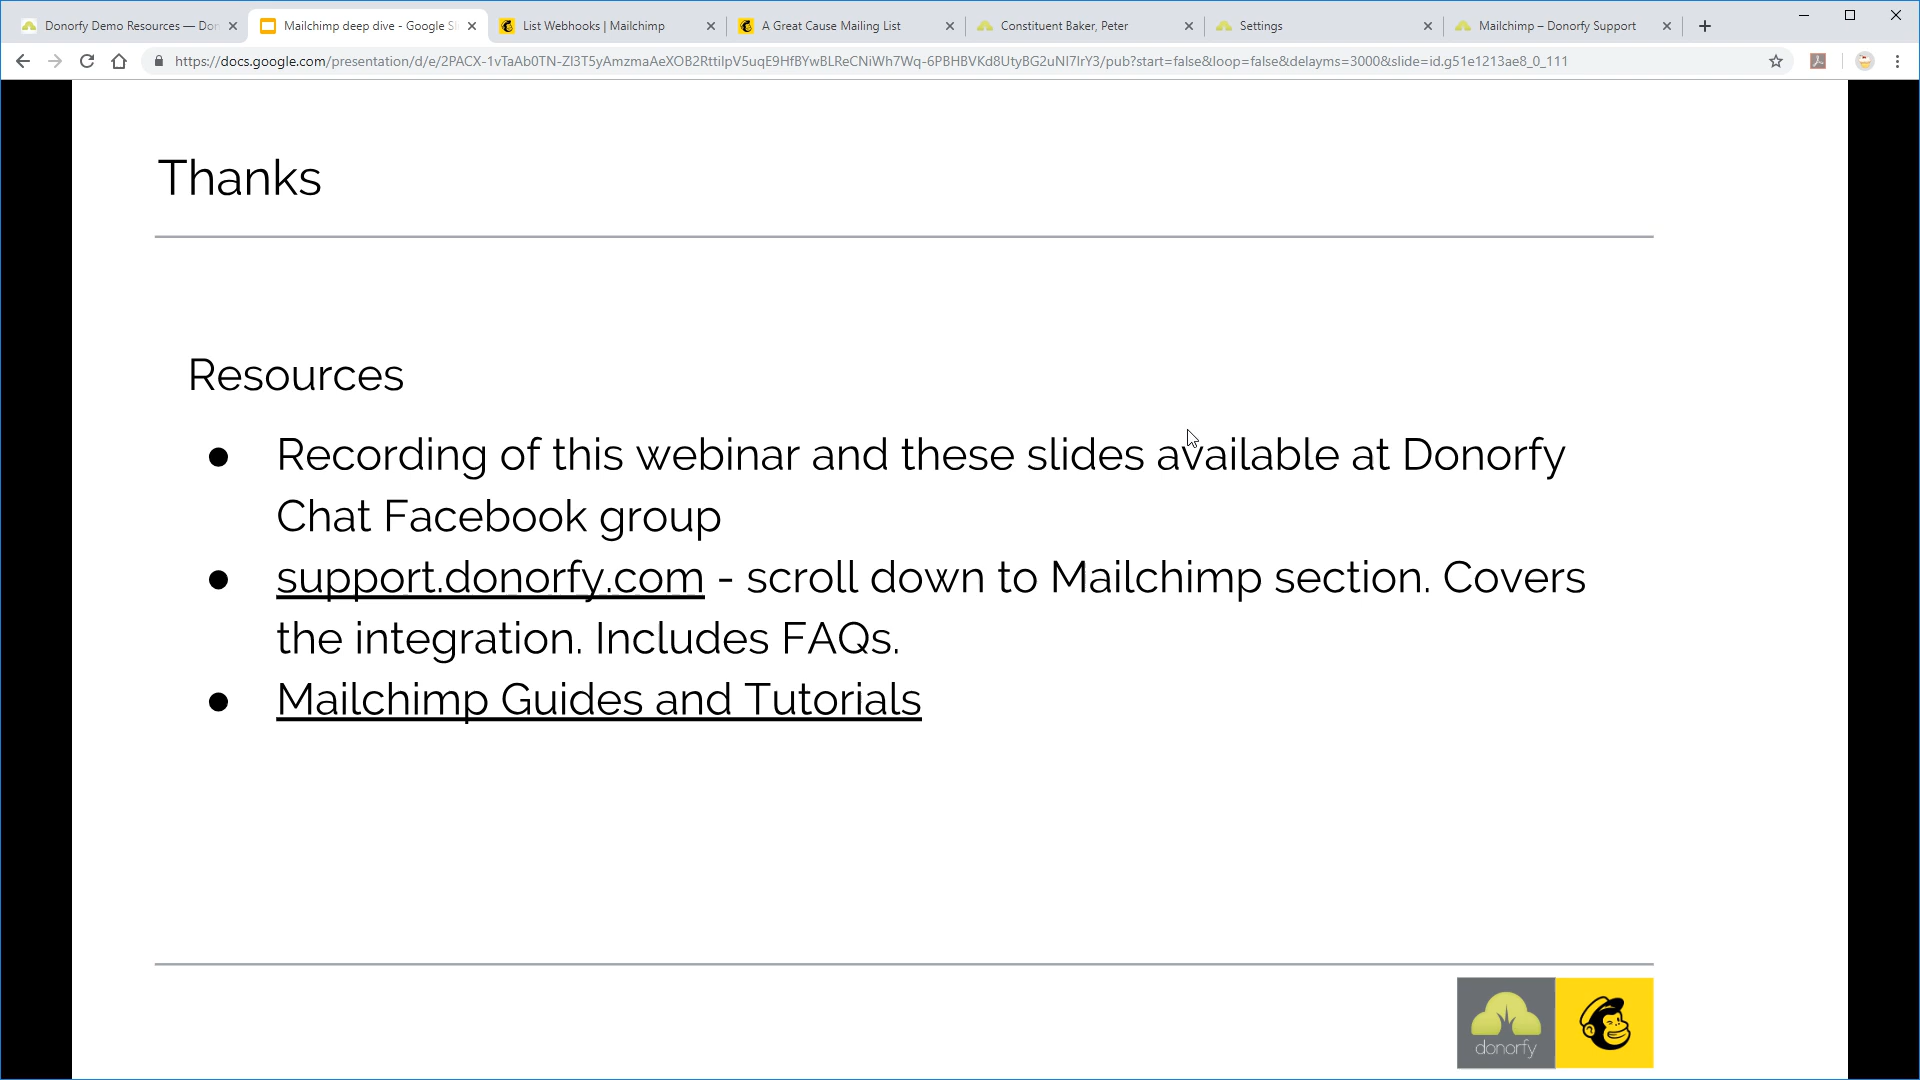 Donorfy Demo Resources — Don
Mailchimp deep dive - Google Sl
List Webhooks | Mailchimp
A Great Cause Mailing List
Constituent Baker, Peter
Settings
Mailchimp – Donorfy Support
https://docs.google.com/presentation/d/e/2PACX-1vTaAb0TN-ZI3T5yAmzmaAeXOB2RttilpV5uqE9HfBYwBLReCNiWh7Wq-6PBHBVKd8UtyBG2uNI7IrY3/pub?start=false&loop=false&delayms=3000&slide=id.g51e1213ae8_0_111
Thanks
Resources
● Recording of this webinar and these slides available at Donorfy
Chat Facebook group
● support.donorfy.com - scroll down to Mailchimp section. Covers
the integration. Includes FAQs.
● Mailchimp Guides and Tutorials
donorfy